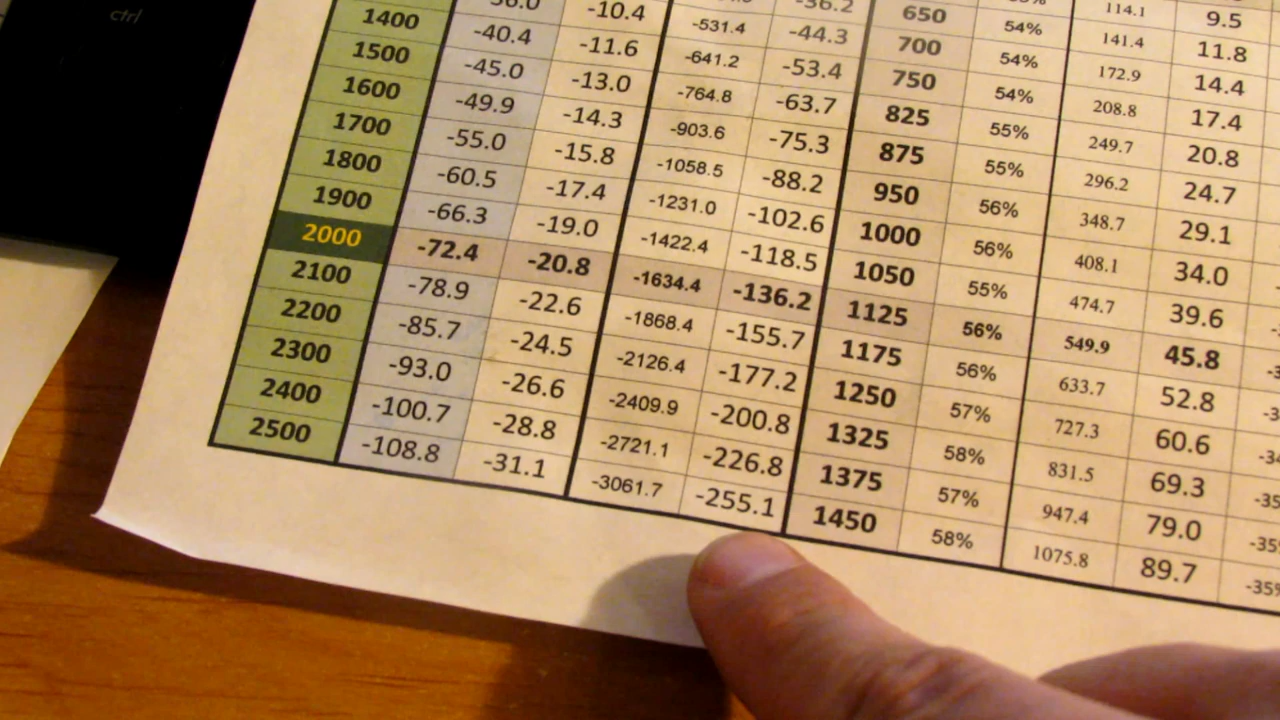 ctrl
114.1 9.5
-36.2 650 54% 141.4 11.8
-10.4 -531.4 -44.3 700 54% 172.9 14.4
1400 -40.4 -11.6 -641.2 -53.4 750 54% 208.8 17.4
1500 -45.0 -13.0 -764.8 -63.7 825 55% 249.7 20.8
1600 -49.9 -14.3 -903.6 -75.3 875 55% 296.2 24.7
1700 -55.0 -15.8 -1058.5 -88.2 950 56% 348.7 29.1
1800 -60.5 -17.4 -1231.0 -102.6 1000 56% 408.1 34.0
1900 -66.3 -19.0 -1422.4 -118.5 1050 55% 474.7 39.6
2000 -72.4 -20.8 -1634.4 -136.2 1125 56% 549.9 45.8
2100 -78.9 -22.6 -1868.4 -155.7 1175 56% 633.7 52.8
2200 -85.7 -24.5 -2126.4 -177.2 1250 57% 727.3 60.6
2300 -93.0 -26.6 -2409.9 -200.8 1325 58% 831.5 69.3
2400 -100.7 -28.8 -2721.1 -226.8 1375 57% 947.4 79.0
2500 -108.8 -31.1 -3061.7 -255.1 1450 58% 1075.8 89.7